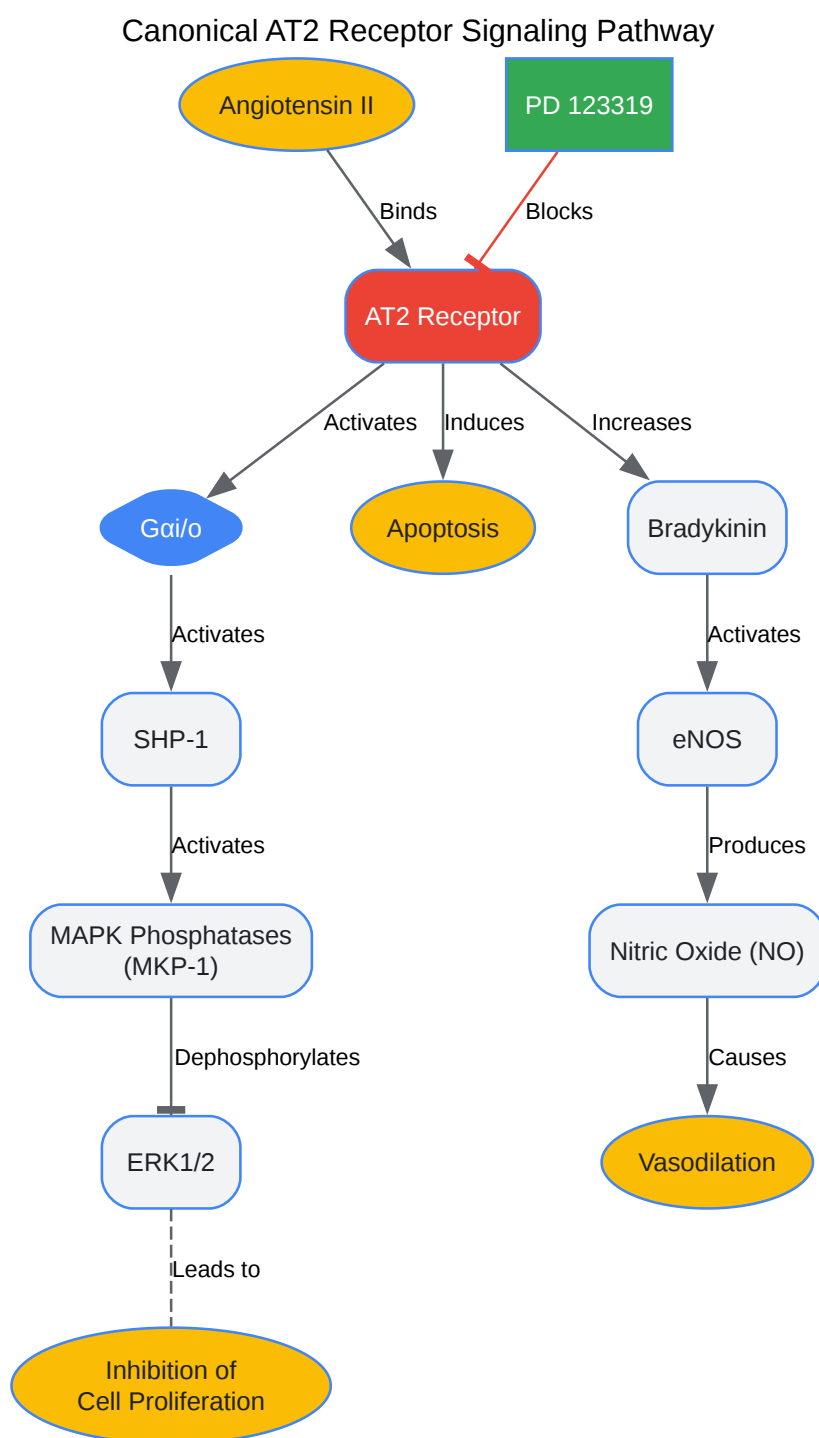 Canonical AT2 Receptor Signaling Pathway
Angiotensin II
PD 123319
Binds
Blocks
AT2 Receptor
Activates
Induces
Increases
Gαi/o
Apoptosis
Bradykinin
Activates
Activates
SHP-1
eNOS
Activates
Produces
MAPK Phosphatases
(MKP-1)
Nitric Oxide (NO)
Dephosphorylates
Causes
ERK1/2
Vasodilation
Leads to
Inhibition of
Cell Proliferation